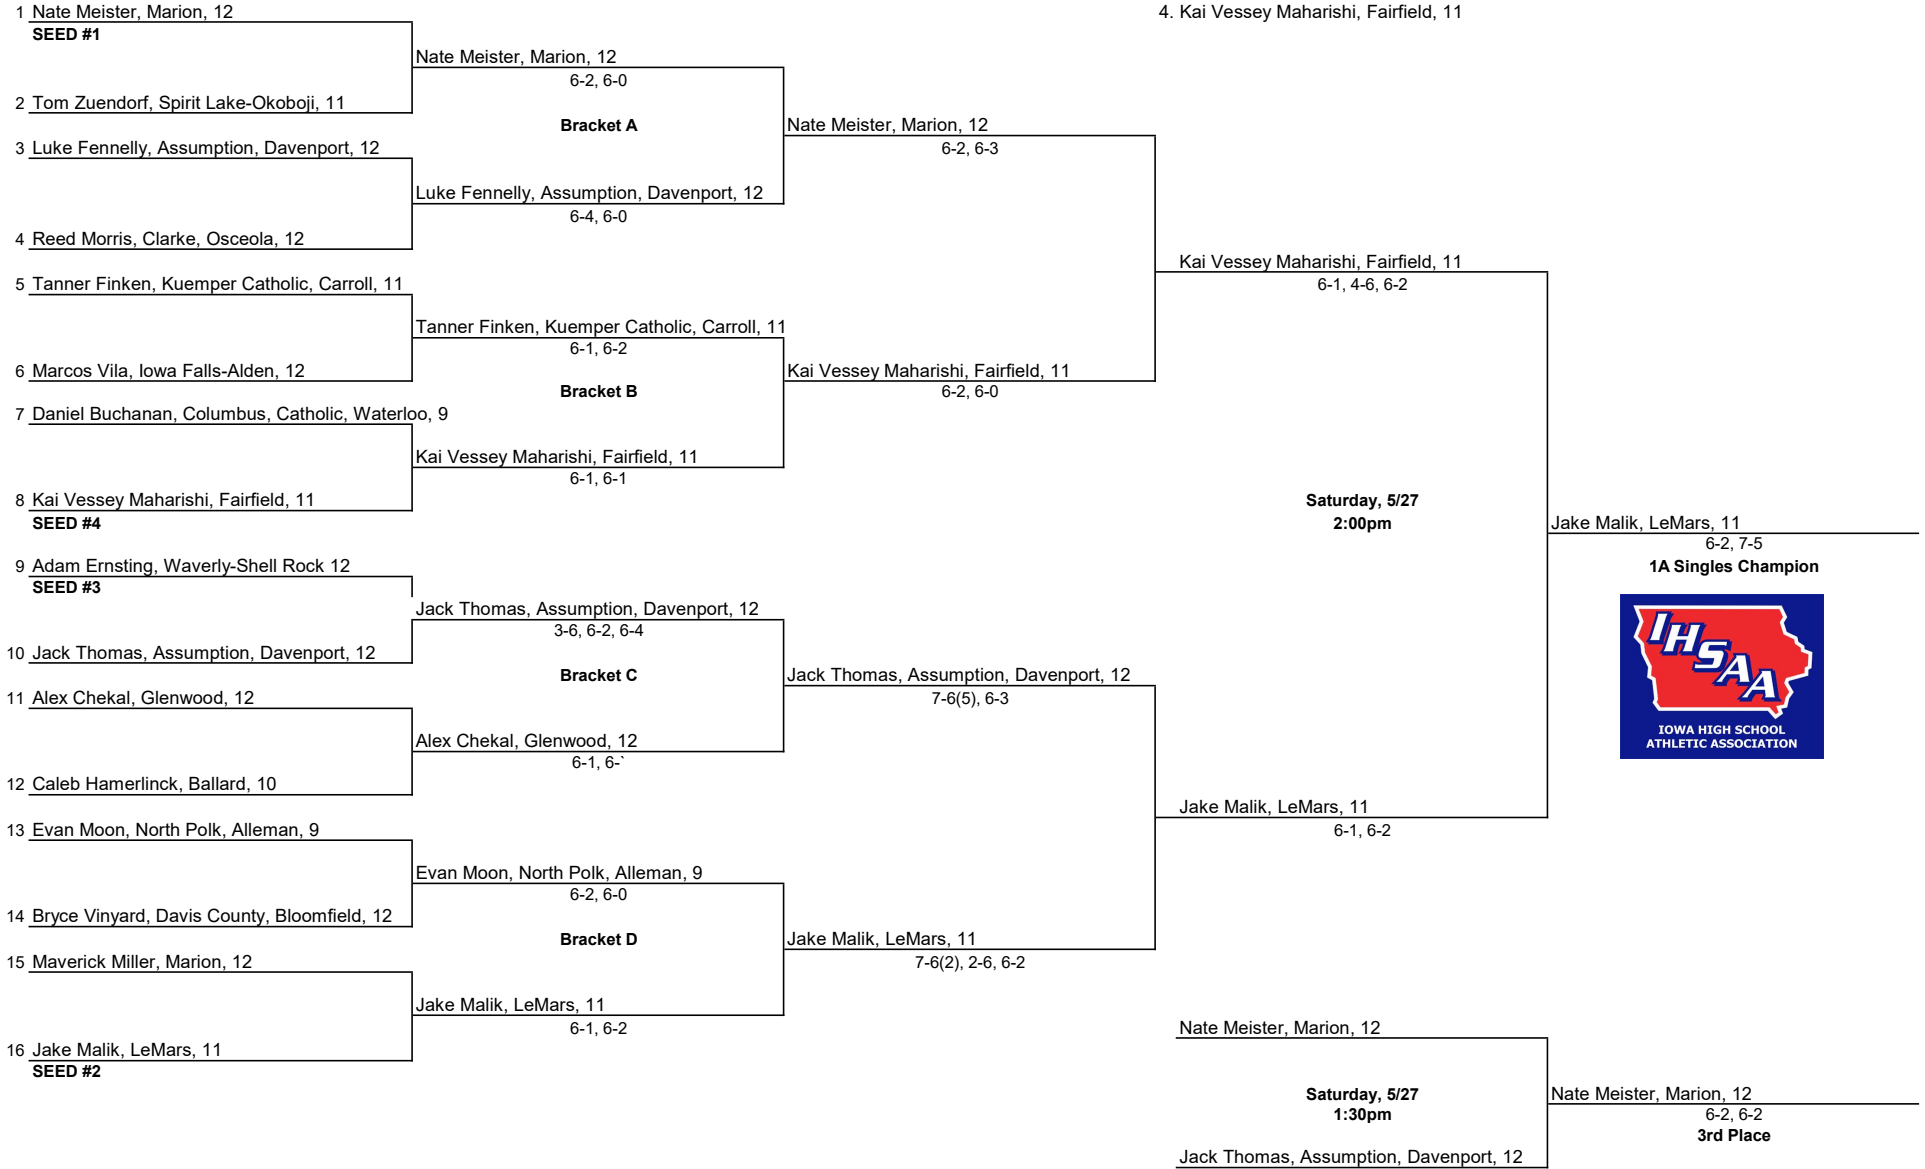 1 Nate Meister, Marion, 12
4. Kai Vessey Maharishi, Fairfield, 11
SEED #1
Nate Meister, Marion, 12
6-2, 6-0
2 Tom Zuendorf, Spirit Lake-Okoboji, 11
Bracket A
Nate Meister, Marion, 12
6-2, 6-3
3 Luke Fennelly, Assumption, Davenport, 12
Luke Fennelly, Assumption, Davenport, 12
6-4, 6-0
4 Reed Morris, Clarke, Osceola, 12
Kai Vessey Maharishi, Fairfield, 11
6-1, 4-6, 6-2
5 Tanner Finken, Kuemper Catholic, Carroll, 11
Tanner Finken, Kuemper Catholic, Carroll, 11
6-1, 6-2
6 Marcos Vila, Iowa Falls-Alden, 12
Kai Vessey Maharishi, Fairfield, 11
6-2, 6-0
Bracket B
7 Daniel Buchanan, Columbus, Catholic, Waterloo, 9
Kai Vessey Maharishi, Fairfield, 11
6-1, 6-1
8 Kai Vessey Maharishi, Fairfield, 11
SEED #4
Saturday, 5/27
2:00pm
Jake Malik, LeMars, 11
6-2, 7-5
1A Singles Champion
9 Adam Ernsting, Waverly-Shell Rock 12
SEED #3
Jack Thomas, Assumption, Davenport, 12
3-6, 6-2, 6-4
IHSAA
IOWA HIGH SCHOOL
ATHLETIC ASSOCIATION
10 Jack Thomas, Assumption, Davenport, 12
Bracket C
Jack Thomas, Assumption, Davenport, 12
7-6(5), 6-3
11 Alex Chekal, Glenwood, 12
Alex Chekal, Glenwood, 12
6-1, 6-`
12 Caleb Hamerlinck, Ballard, 10
Jake Malik, LeMars, 11
6-1, 6-2
13 Evan Moon, North Polk, Alleman, 9
Evan Moon, North Polk, Alleman, 9
6-2, 6-0
14 Bryce Vinyard, Davis County, Bloomfield, 12
Bracket D
Jake Malik, LeMars, 11
7-6(2), 2-6, 6-2
15 Maverick Miller, Marion, 12
Jake Malik, LeMars, 11
6-1, 6-2
16 Jake Malik, LeMars, 11
SEED #2
Nate Meister, Marion, 12
Saturday, 5/27
1:30pm
Nate Meister, Marion, 12
6-2, 6-2
3rd Place
Jack Thomas, Assumption, Davenport, 12